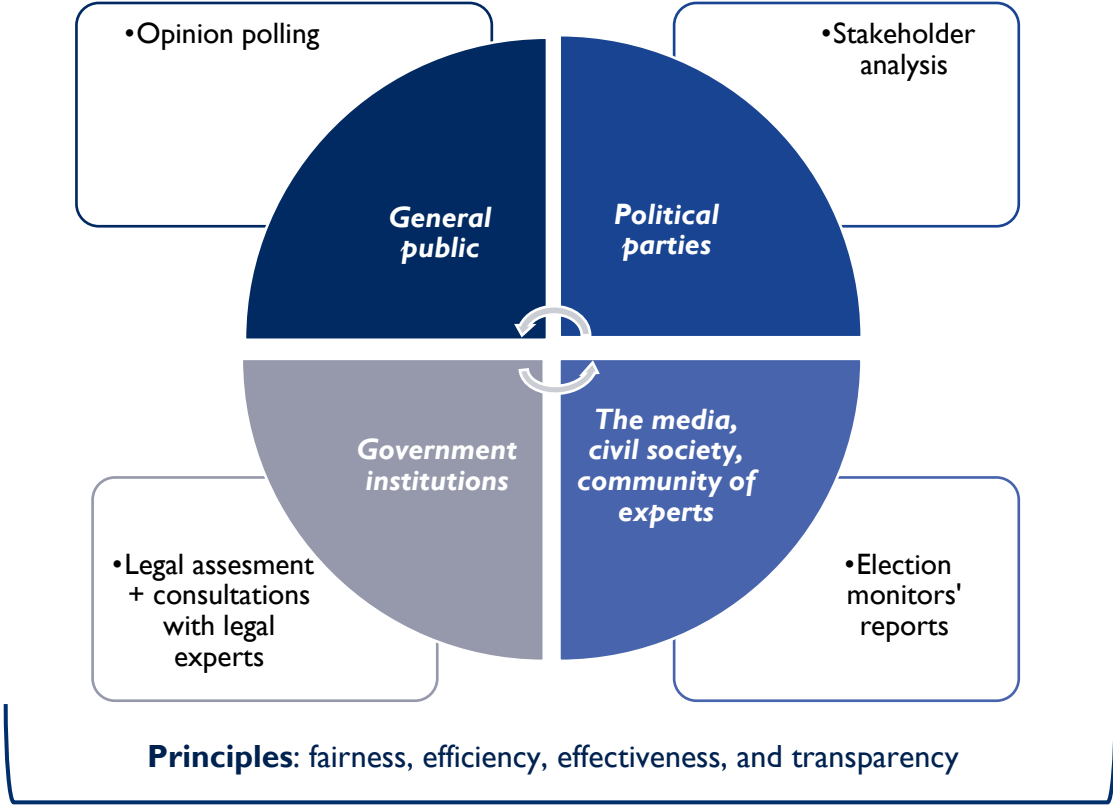 •Opinion polling
•Stakeholder
analysis
General
public
Political
parties
Government
institutions
The media,
civil society,
community of
experts
•Legal assesment
+ consultations
with legal
experts
•Election
monitors'
reports
Principles: fairness, efficiency, effectiveness, and transparency